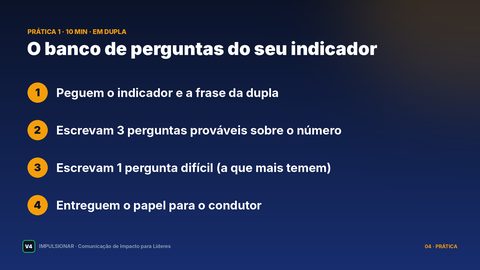 PRÁTICA 1 · 10 MIN · EM DUPLA
O banco de perguntas do seu indicador
1 Peguem o indicador e a frase da dupla
2 Escrevam 3 perguntas prováveis sobre o número
3 Escrevam 1 pergunta difícil (a que mais temem)
4 Entreguem o papel para o condutor
V4 IMPULSIONAR · Comunicação de Impacto para Líderes
04 · PRÁTICA